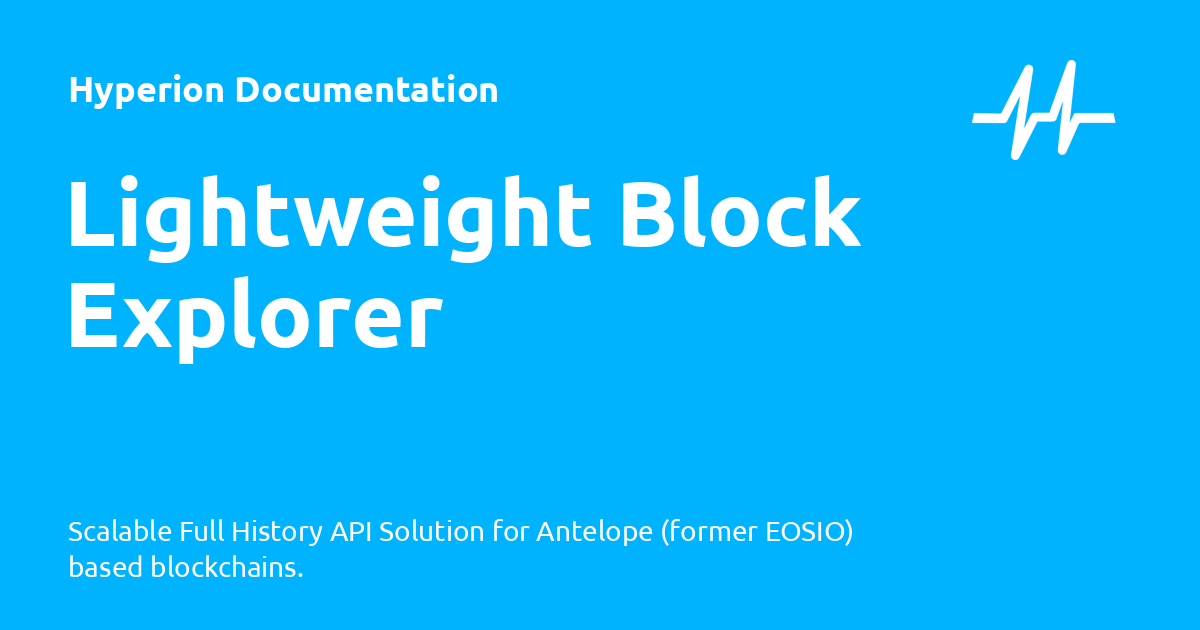 Hyperion Documentation
Lightweight Block
Explorer
Scalable Full History API Solution for Antelope (former EOSIO)
based blockchains.